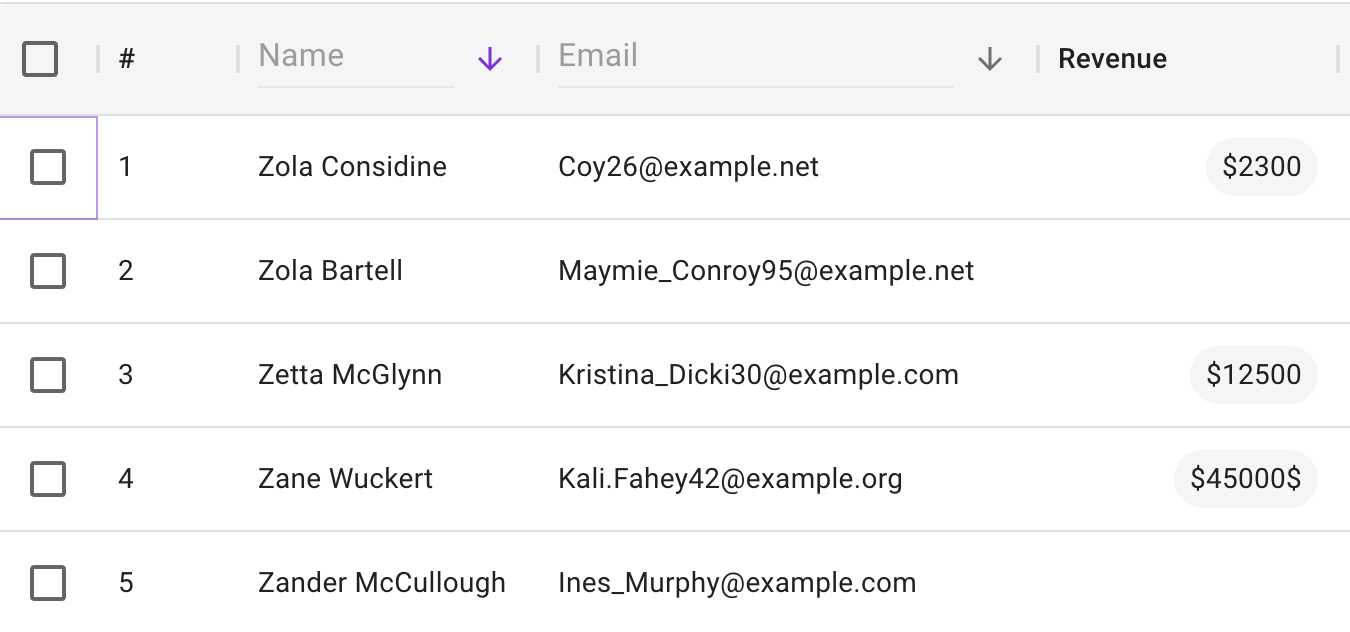 # Name Email Revenue
1 Zola Considine Coy26@example.net $2300
2 Zola Bartell Maymie_Conroy95@example.net
3 Zetta McGlynn Kristina_Dicki30@example.com $12500
4 Zane Wuckert Kali.Fahey42@example.org $45000$
5 Zander McCullough Ines_Murphy@example.com